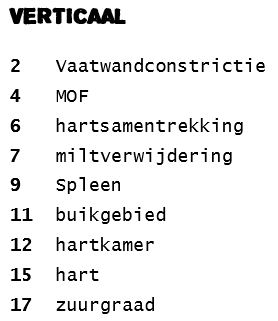 VERTICAAL
2 Vaatwandconstrictie
4 MOF
6 hartsamentrekking
7 miltverwijdering
9 Spleen
11 buikgebied
12 hartkamer
15 hart
17 zuurgraad